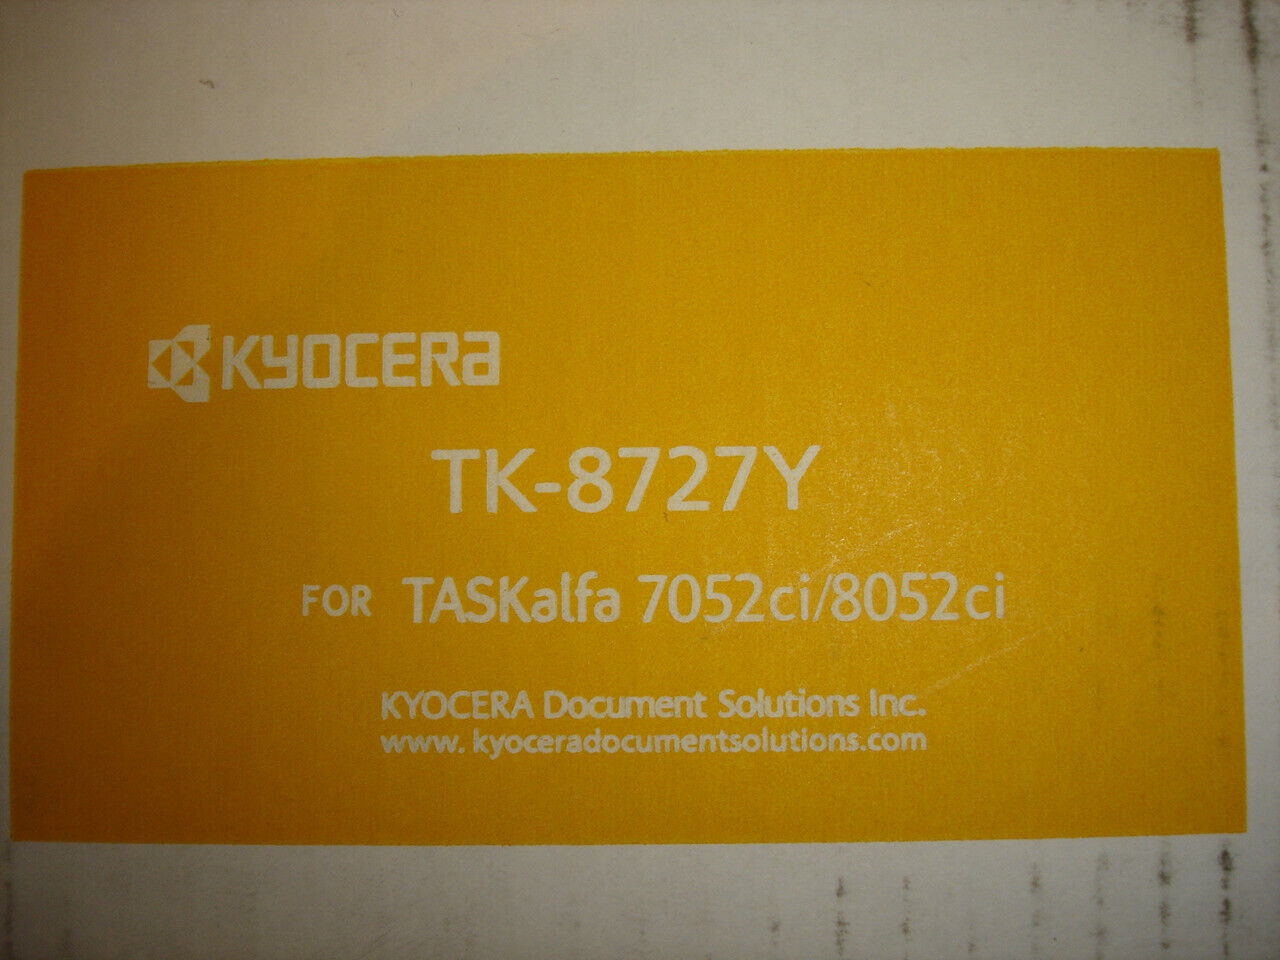 KYOCERA
TK-8727Y
FOR TASKalfa 7052ci/8052ci
KYOCERA Document Solutions Inc.
www. kyoceradocumentsolutions.com